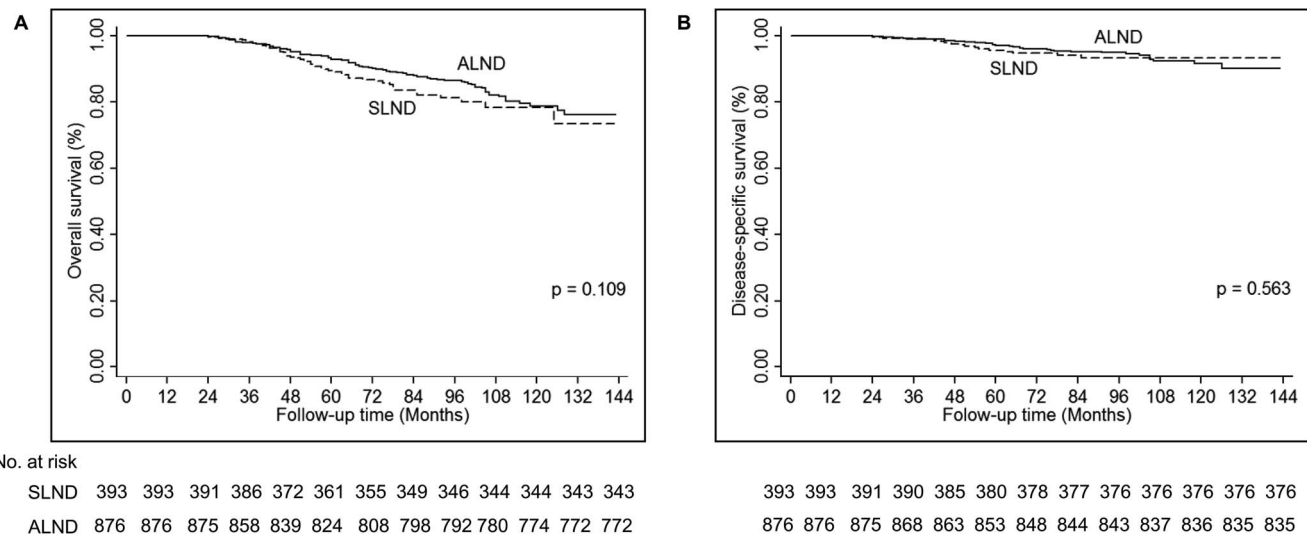 A
1.00
0.80
0.60
0.40
0.20
0.00
Overall survival (%)
ALND
SLND
p = 0.109
0 12 24 36 48 60 72 84 96 108 120 132 144
Follow-up time (Months)
No. at risk
SLND 393 393 391 386 372 361 355 349 346 344 344 343 343
ALND 876 876 875 858 839 824 808 798 792 780 774 772 772
B
1.00
0.80
0.60
0.40
0.20
0.00
Disease-specific survival (%)
ALND
SLND
p = 0.563
0 12 24 36 48 60 72 84 96 108 120 132 144
Folow-up time (Months)
393 393 391 390 385 380 378 377 376 376 376 376 376
876 876 875 868 863 853 848 844 843 837 836 835 835